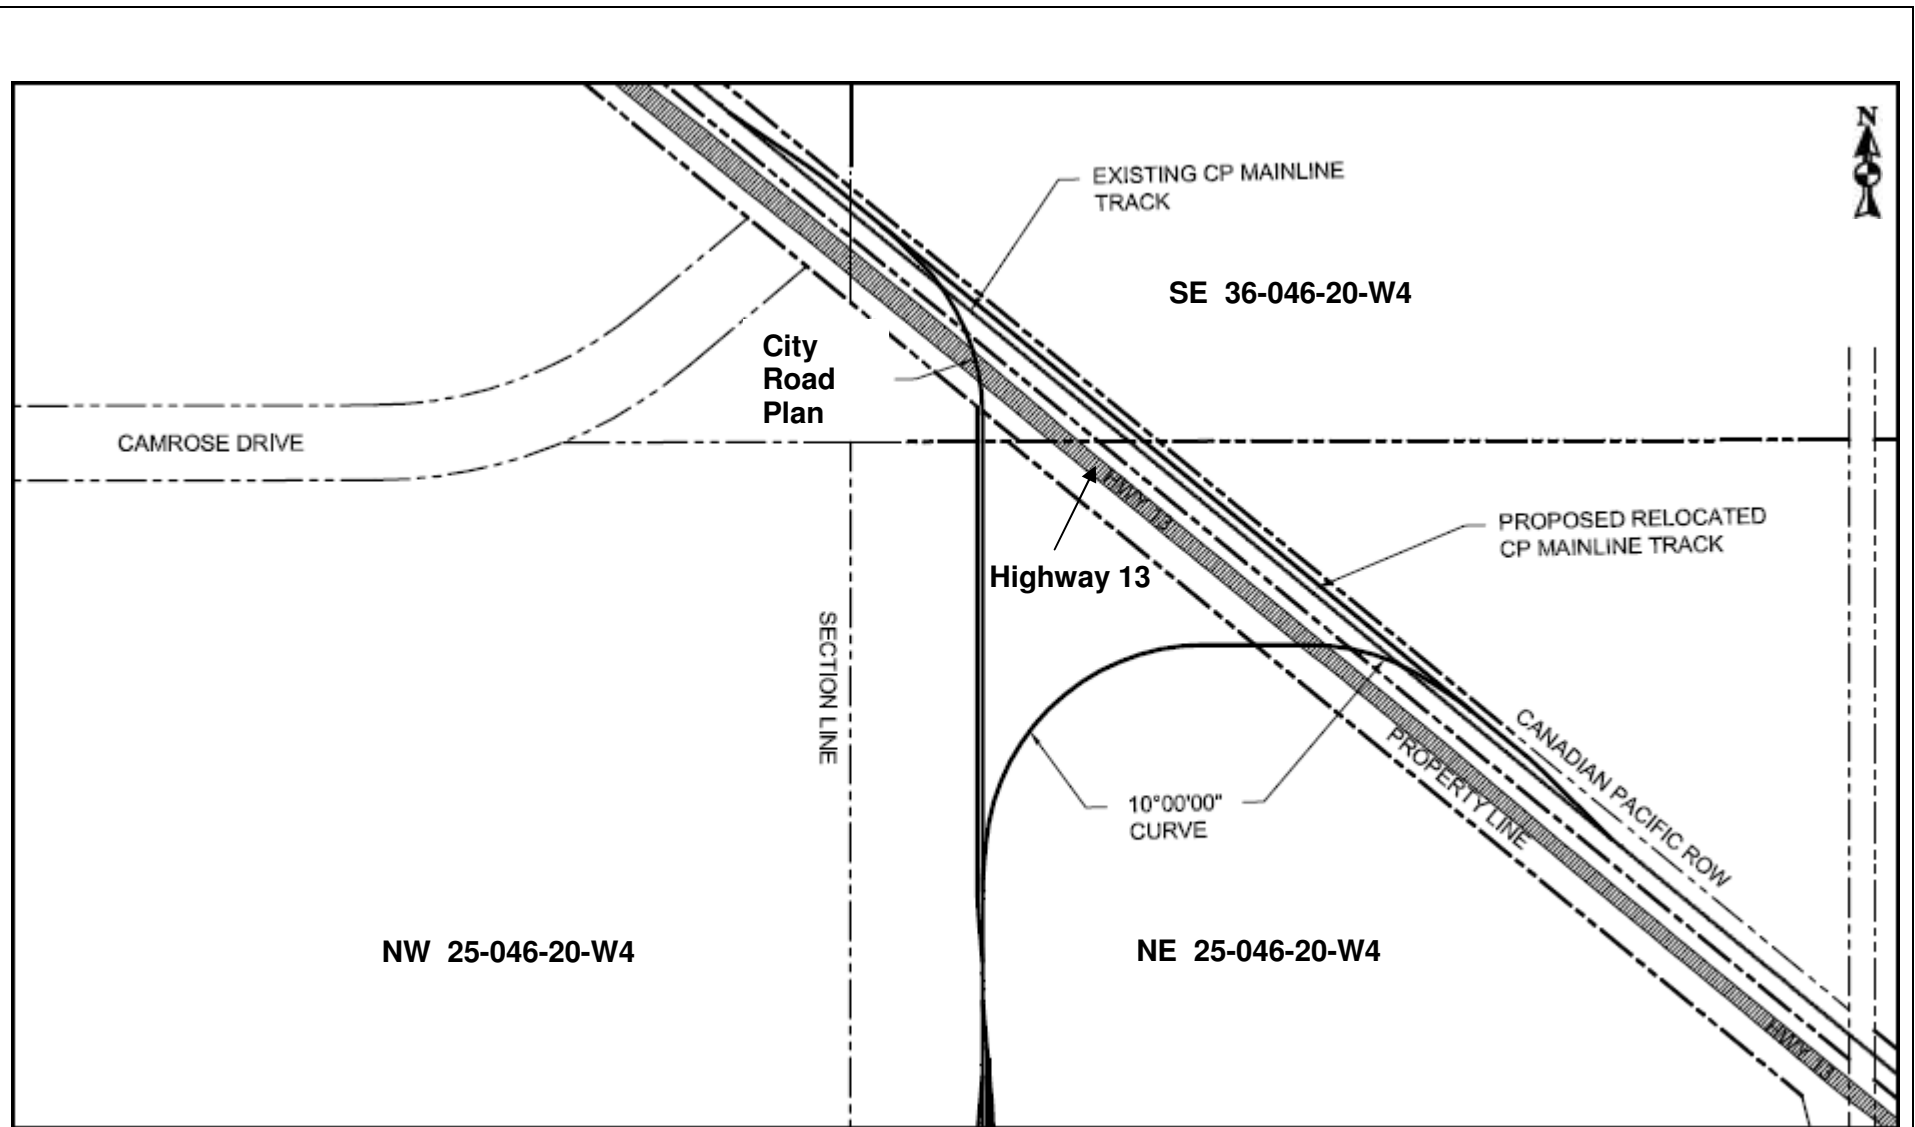 N
EXISTING CP MAINLINE
TRACK
SE 36-046-20-W4
City
Road
Plan
CAMROSE DRIVE
HWY 13
PROPOSED RELOCATED
CP MAINLINE TRACK
Highway 13
SECTION LINE
CANADIAN PACIFIC ROW
PROPERTY LINE
10°00'00"
CURVE
NW 25-046-20-W4
NE 25-046-20-W4
HWY 13